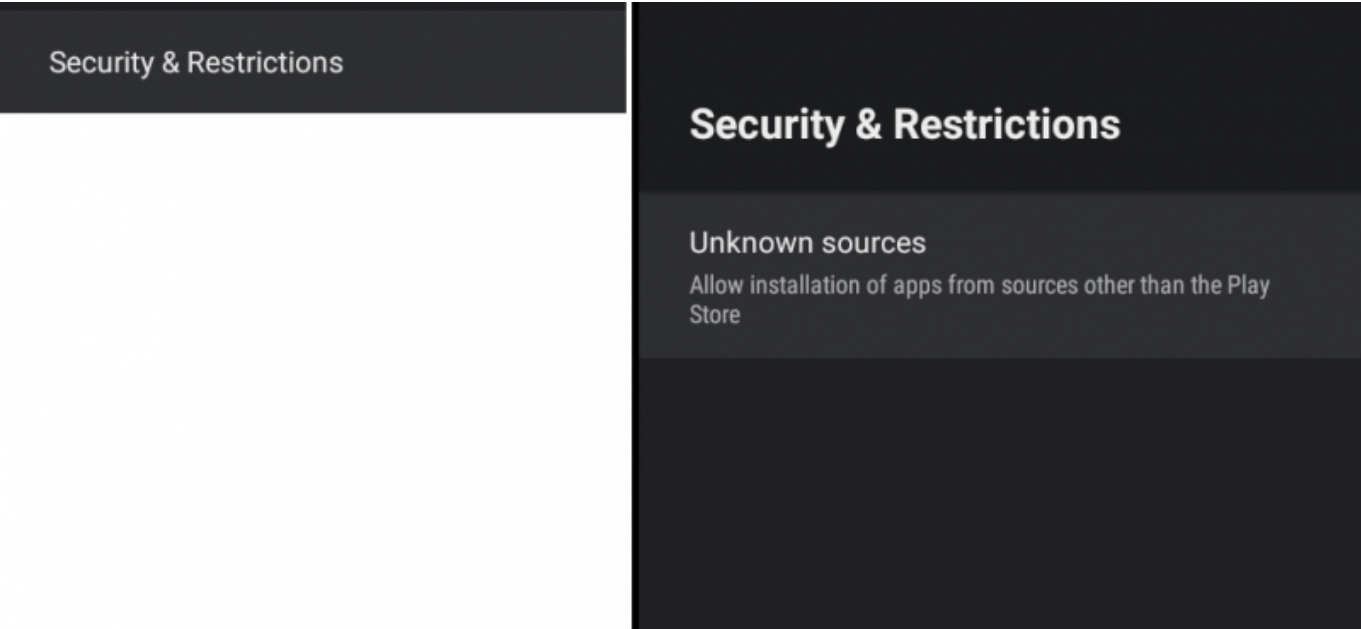 Security & Restrictions
Security & Restrictions
Unknown sources
Allow installation of apps from sources other than the Play
Store